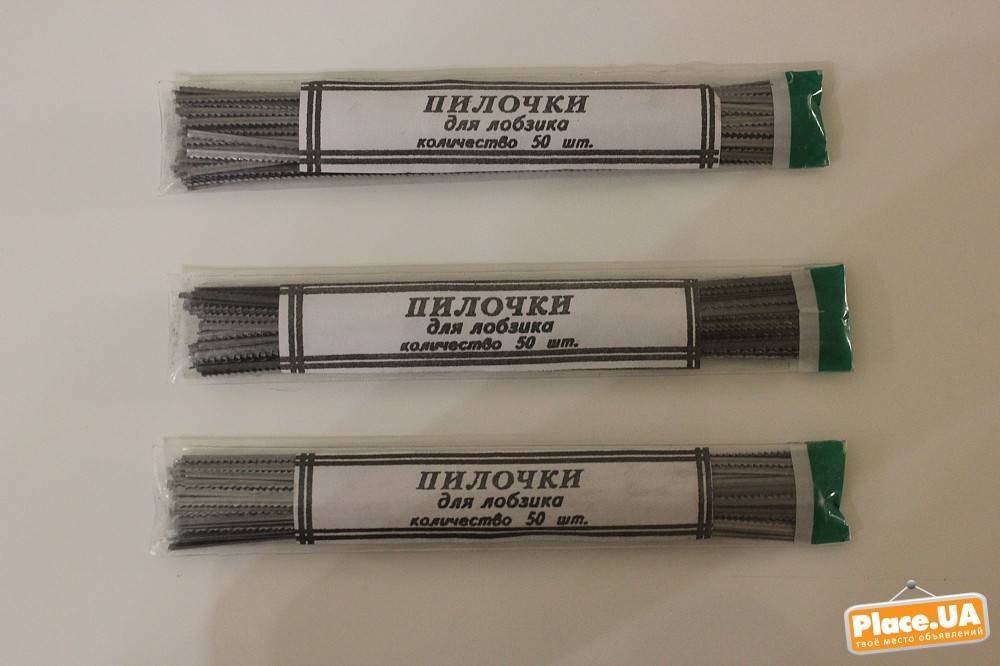 ПИЛОЧКИ
для лобзика
количество 50 шт.
ПИЛОЧКИ
для лобзика
количество 50 шт.
ПИЛОЧКИ
для лобзика
количество 50 шт.
Place.UA
твоё место объявлений